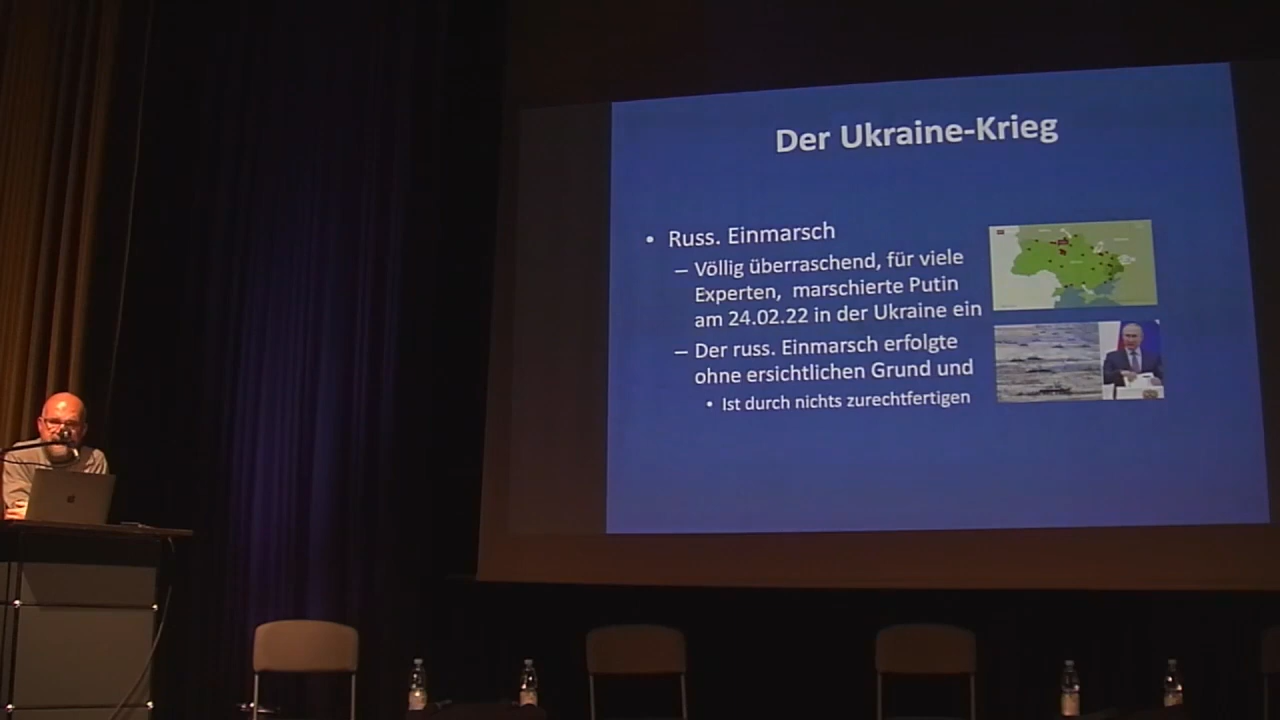 Der Ukraine-Krieg
• Russ. Einmarsch
– Völlig überraschend, für viele
Experten, marschierte Putin
am 24.02.22 in der Ukraine ein
– Der russ. Einmarsch erfolgte
ohne ersichtlichen Grund und
• Ist durch nichts zurechtfertigen